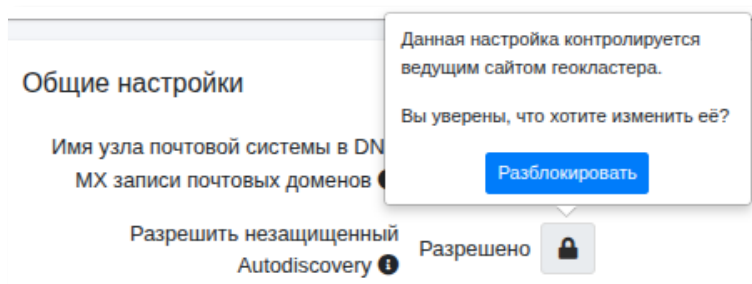 Данная настройка контролируется
ведущим сайтом геокластера.
Вы уверены, что хотите изменить её?
Разблокировать
Общие настройки
Имя узла почтовой системы в DN
MX записи почтовых доменов
Разрешить незащищенный
Autodiscovery
Разрешено